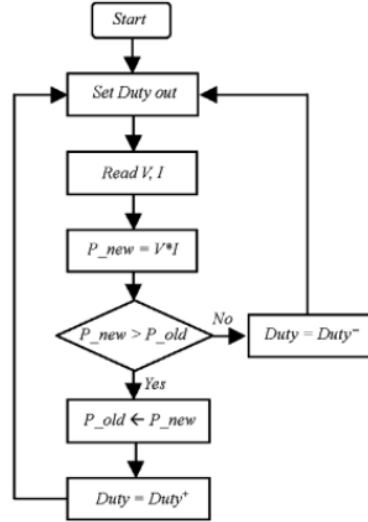 Start
Set Duty out
Read V, I
P_new = V*I
P_new > P_old
No
Duty = Duty⁻
Yes
P_old ← P_new
Duty = Duty⁺